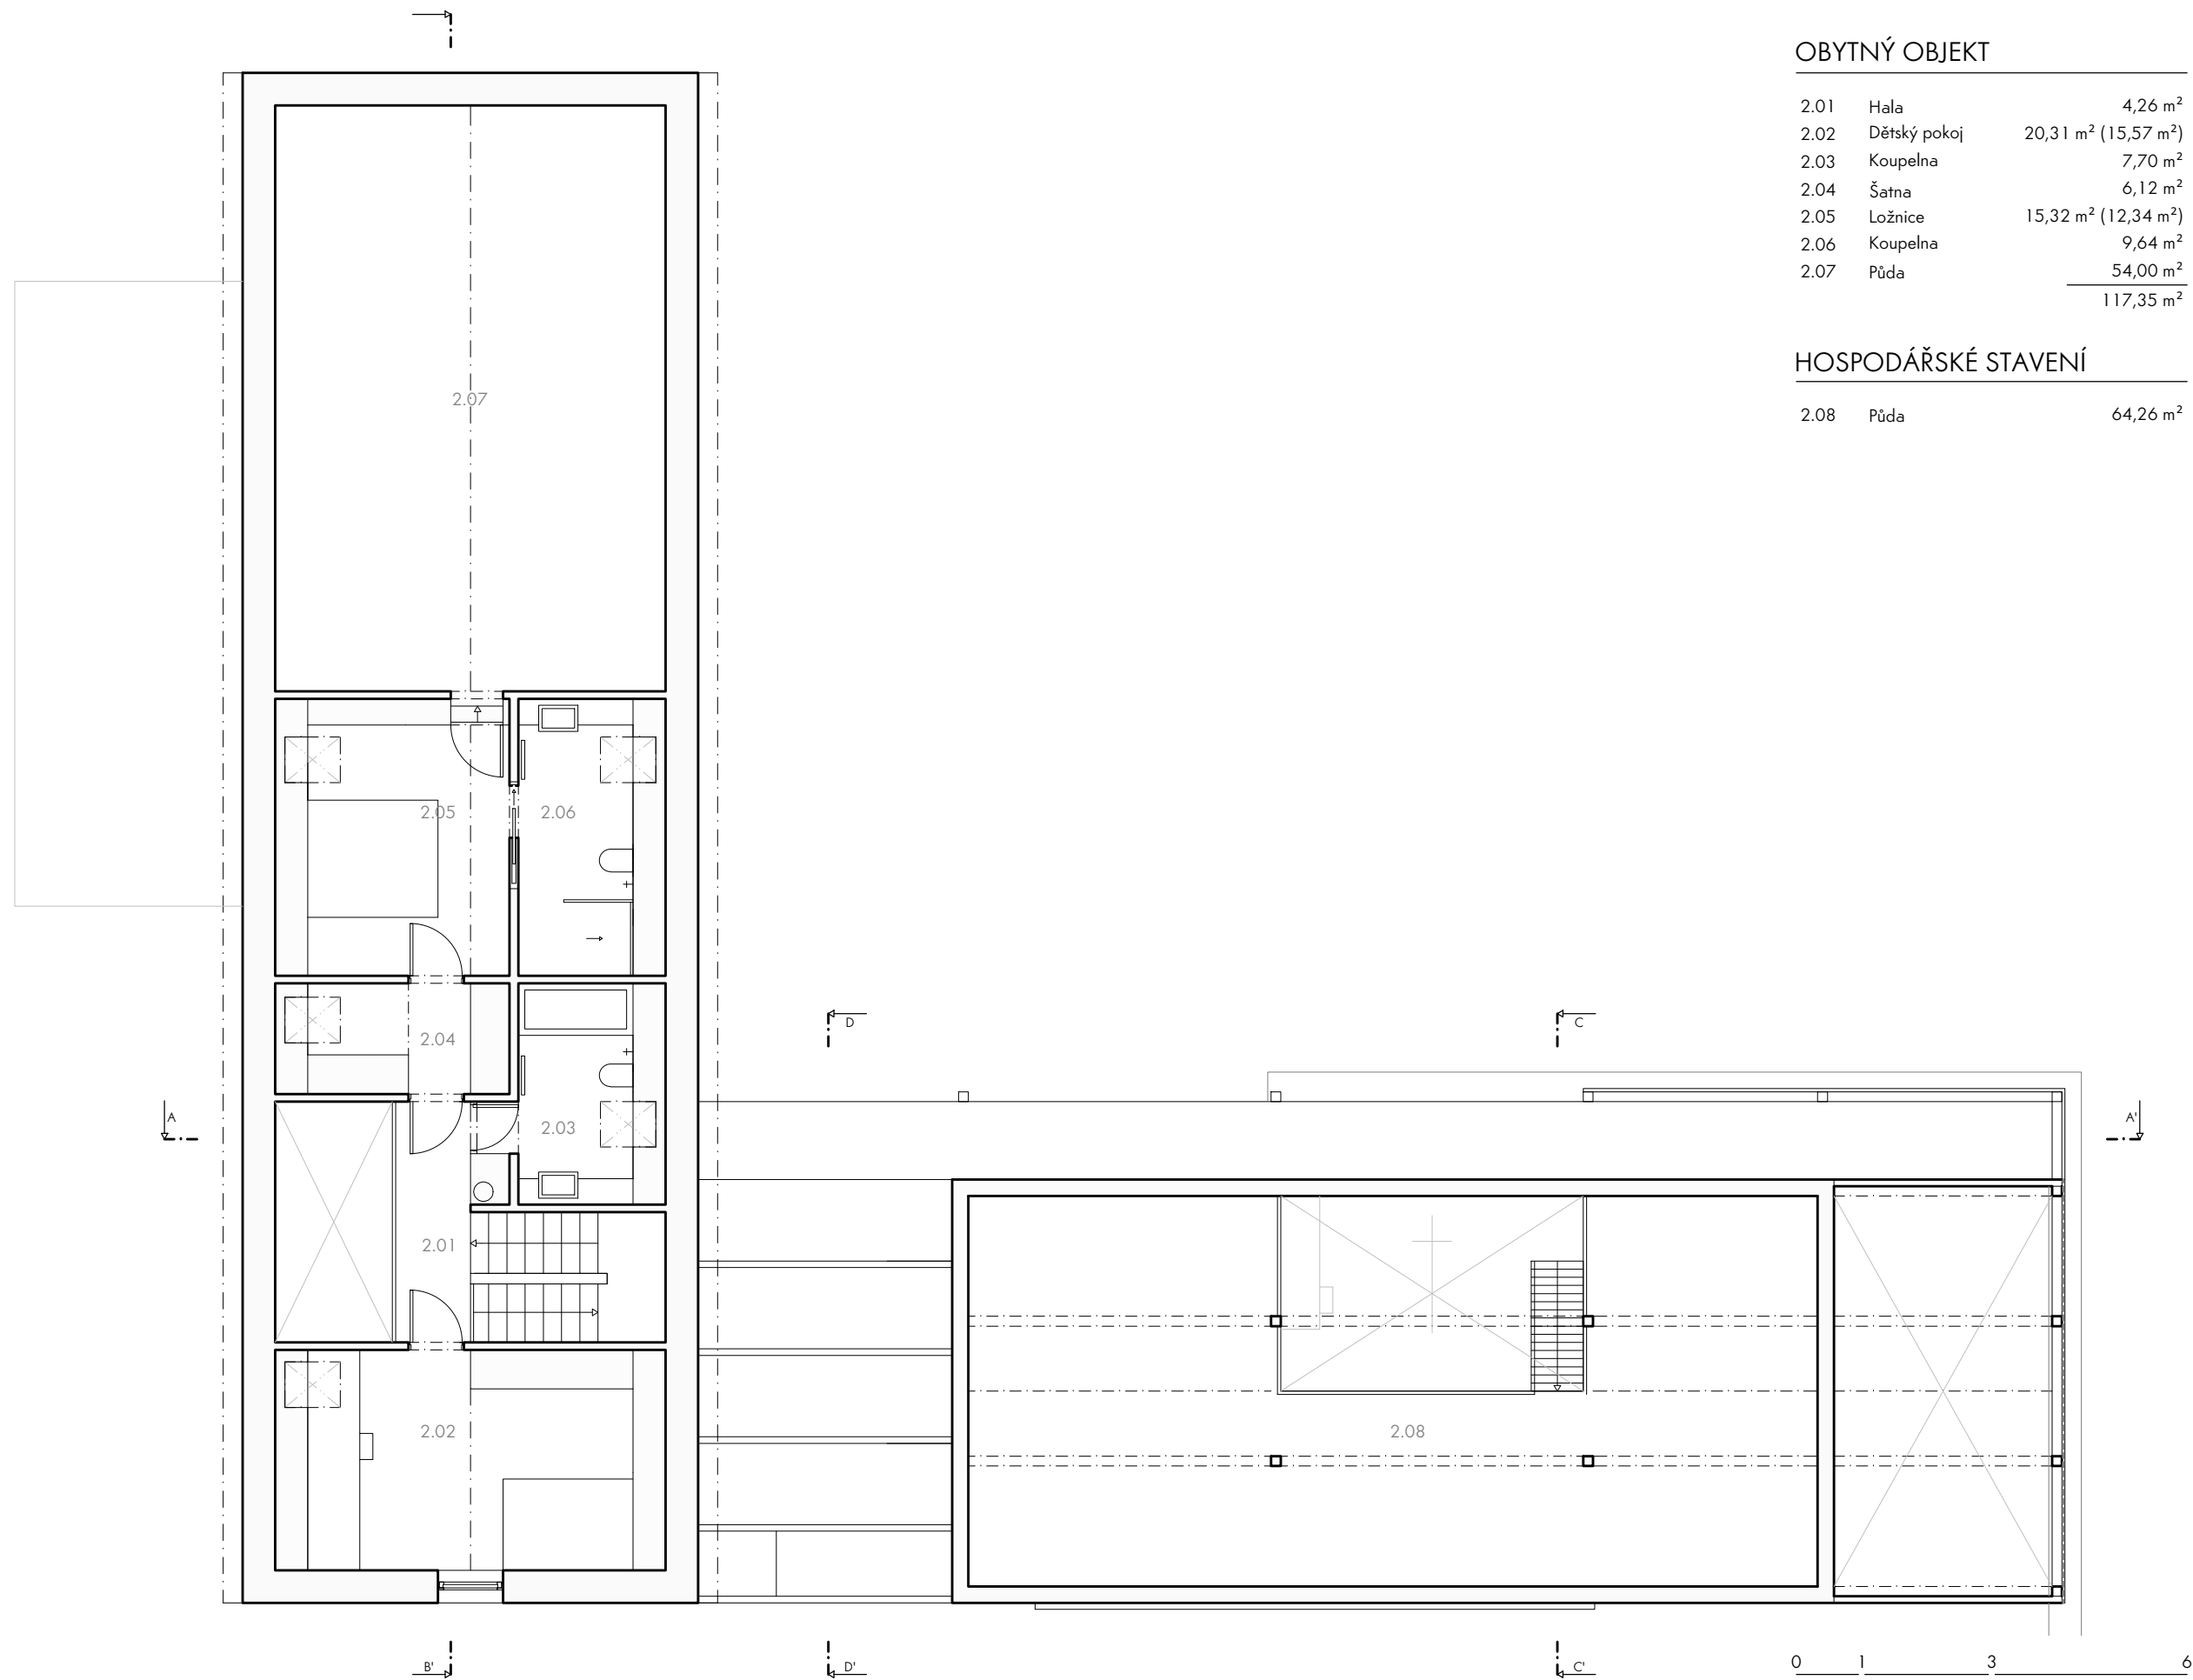 OBYTNÝ OBJEKT
2.01 Hala 4,26 m²
2.02 Dětský pokoj 20,31 m² (15,57 m²)
2.03 Koupelna 7,70 m²
2.04 Šatna 6,12 m²
2.05 Ložnice 15,32 m² (12,34 m²)
2.06 Koupelna 9,64 m²
2.07 Půda 54,00 m²
117,35 m²
HOSPODÁŘSKÉ STAVENÍ
2.08 Půda 64,26 m²
2.07
2.05 2.06
2.04
D C
A 2.03 A'
2.01
2.02 2.08
B' D' C'
0 1 3 6